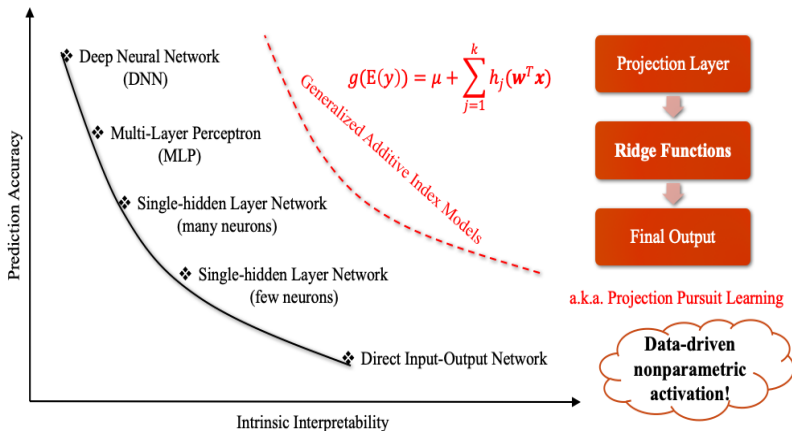 Prediction Accuracy
Deep Neural Network
(DNN)
Multi-Layer Perceptron
(MLP)
Single-hidden Layer Network
(many neurons)
Single-hidden Layer Network
(few neurons)
Direct Input-Output Network
Intrinsic Interpretability
Generalized Additive Index Models
g(E(y)) = μ + ∑_{j=1}^{k} h_j(w^T x)
Projection Layer
Ridge Functions
Final Output
a.k.a. Projection Pursuit Learning
Data-driven
nonparametric
activation!